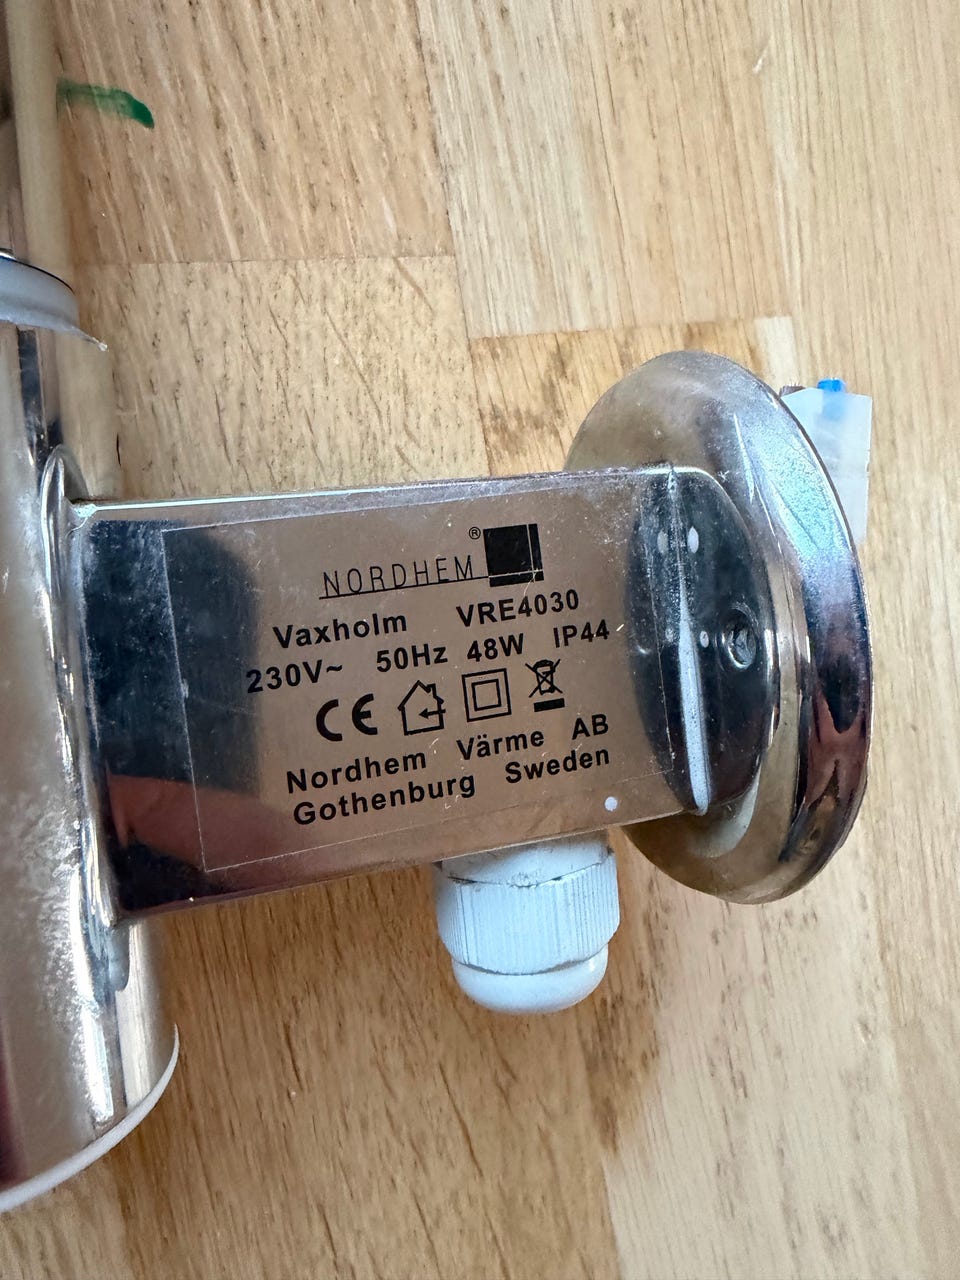 NORDHEM®
Vaxholm VRE4030
230V~ 50Hz 48W IP44
CE
Nordhem Värme AB
Gothenburg Sweden